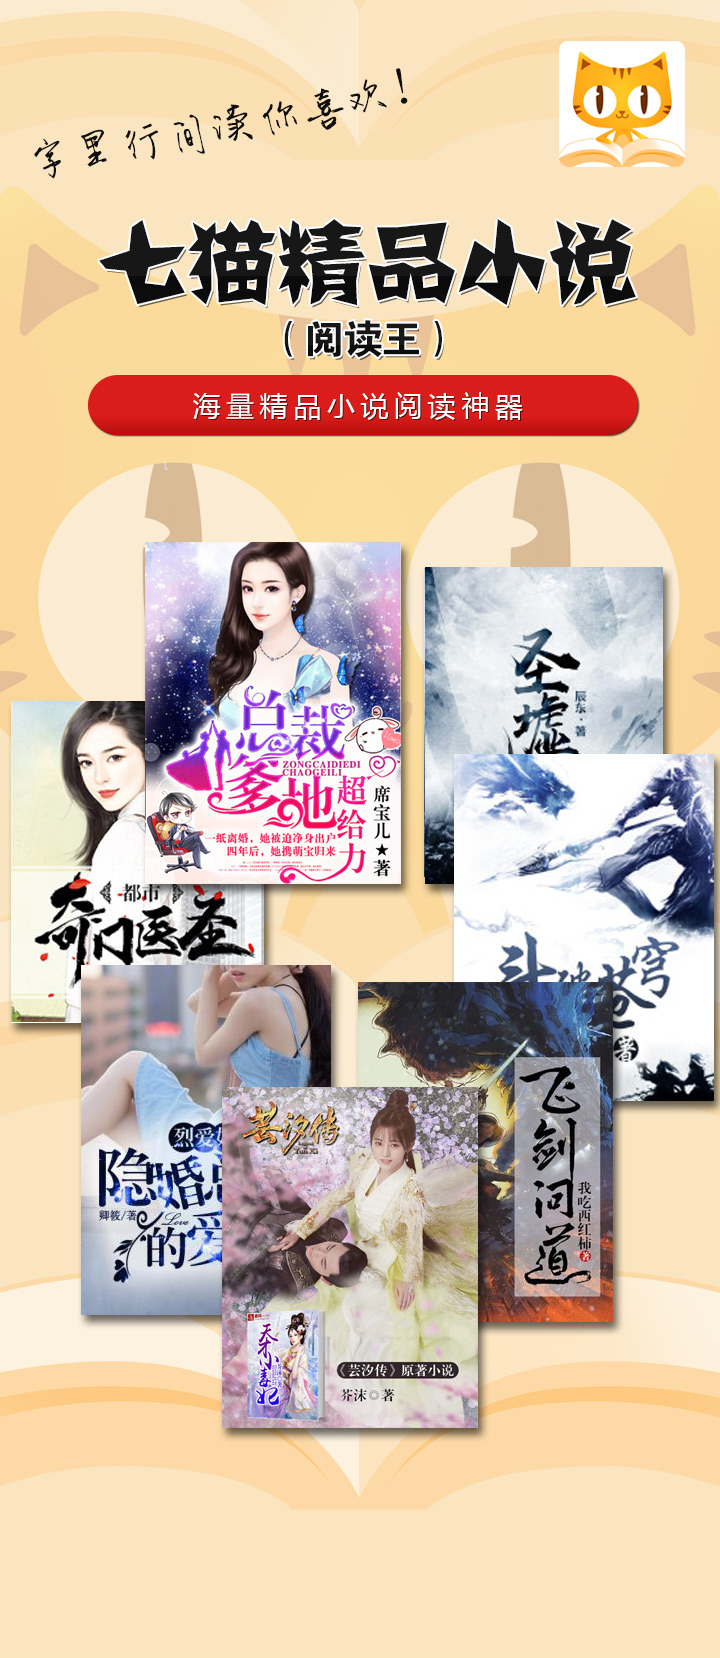 字里行间读你喜欢！
七猫精品小说
（阅读王）
海量精品小说阅读神器
总裁
爹地
ZONGCAIDIEDI
CHAOGEILI
超给力
席宝儿★著
一纸离婚，她被迫净身出户
四年后，她携萌宝归来
圣墟
辰东·著
都市
奇门医圣
斗破苍穹
著
烈爱
隐婚
的爱
Love
卿筱/著
飞剑问道
我吃西红柿著
芸汐传
Yun Xi
天才小毒妃
《芸汐传》原著小说
芥沫◎著